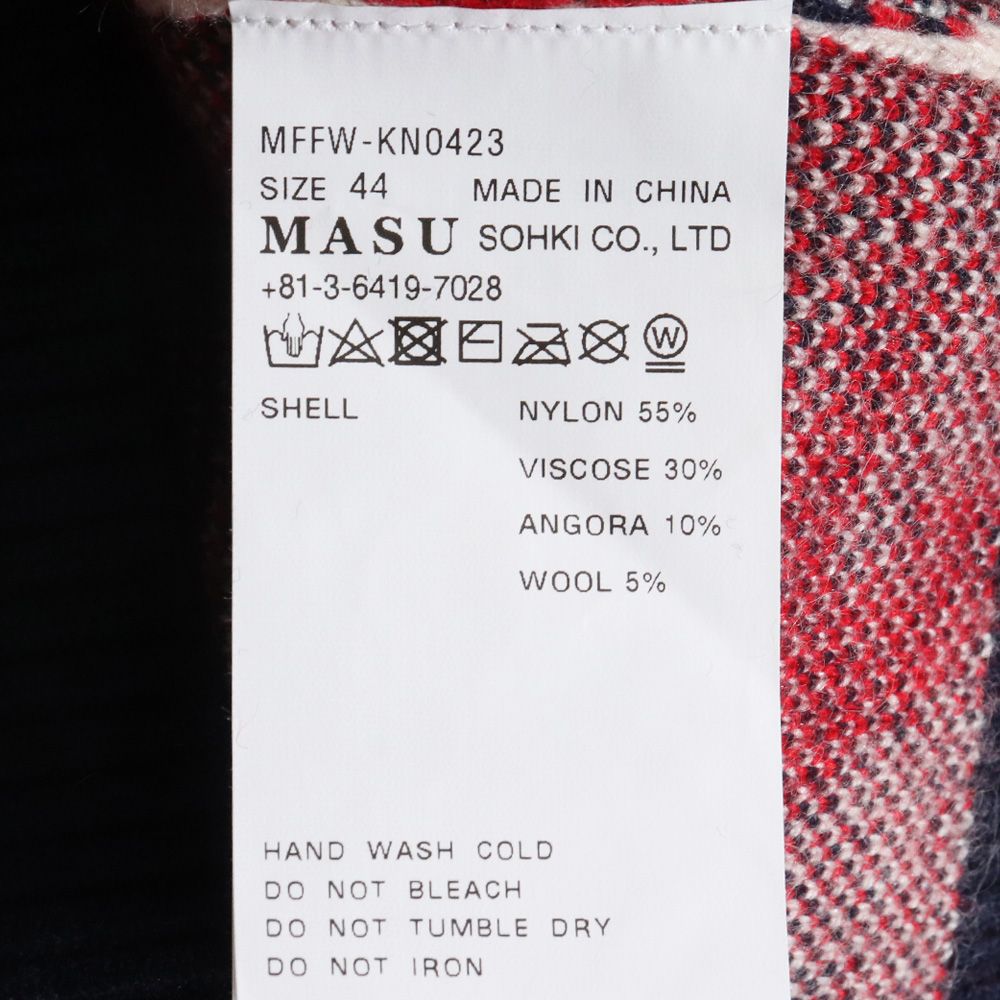 MFFW-KN0423
SIZE 44 MADE IN CHINA
MASU SOHKI CO., LTD
+81-3-6419-7028
W
SHELL NYLON 55%
VISCOSE 30%
ANGORA 10%
WOOL 5%
HAND WASH COLD
DO NOT BLEACH
DO NOT TUMBLE DRY
DO NOT IRON